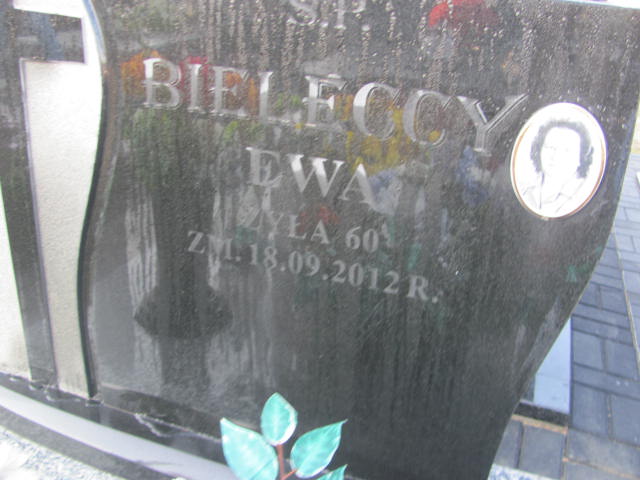 Ś.P.
BIELECCY
EWA
ŻYŁA 60
ZM. 18.09.2012 R.